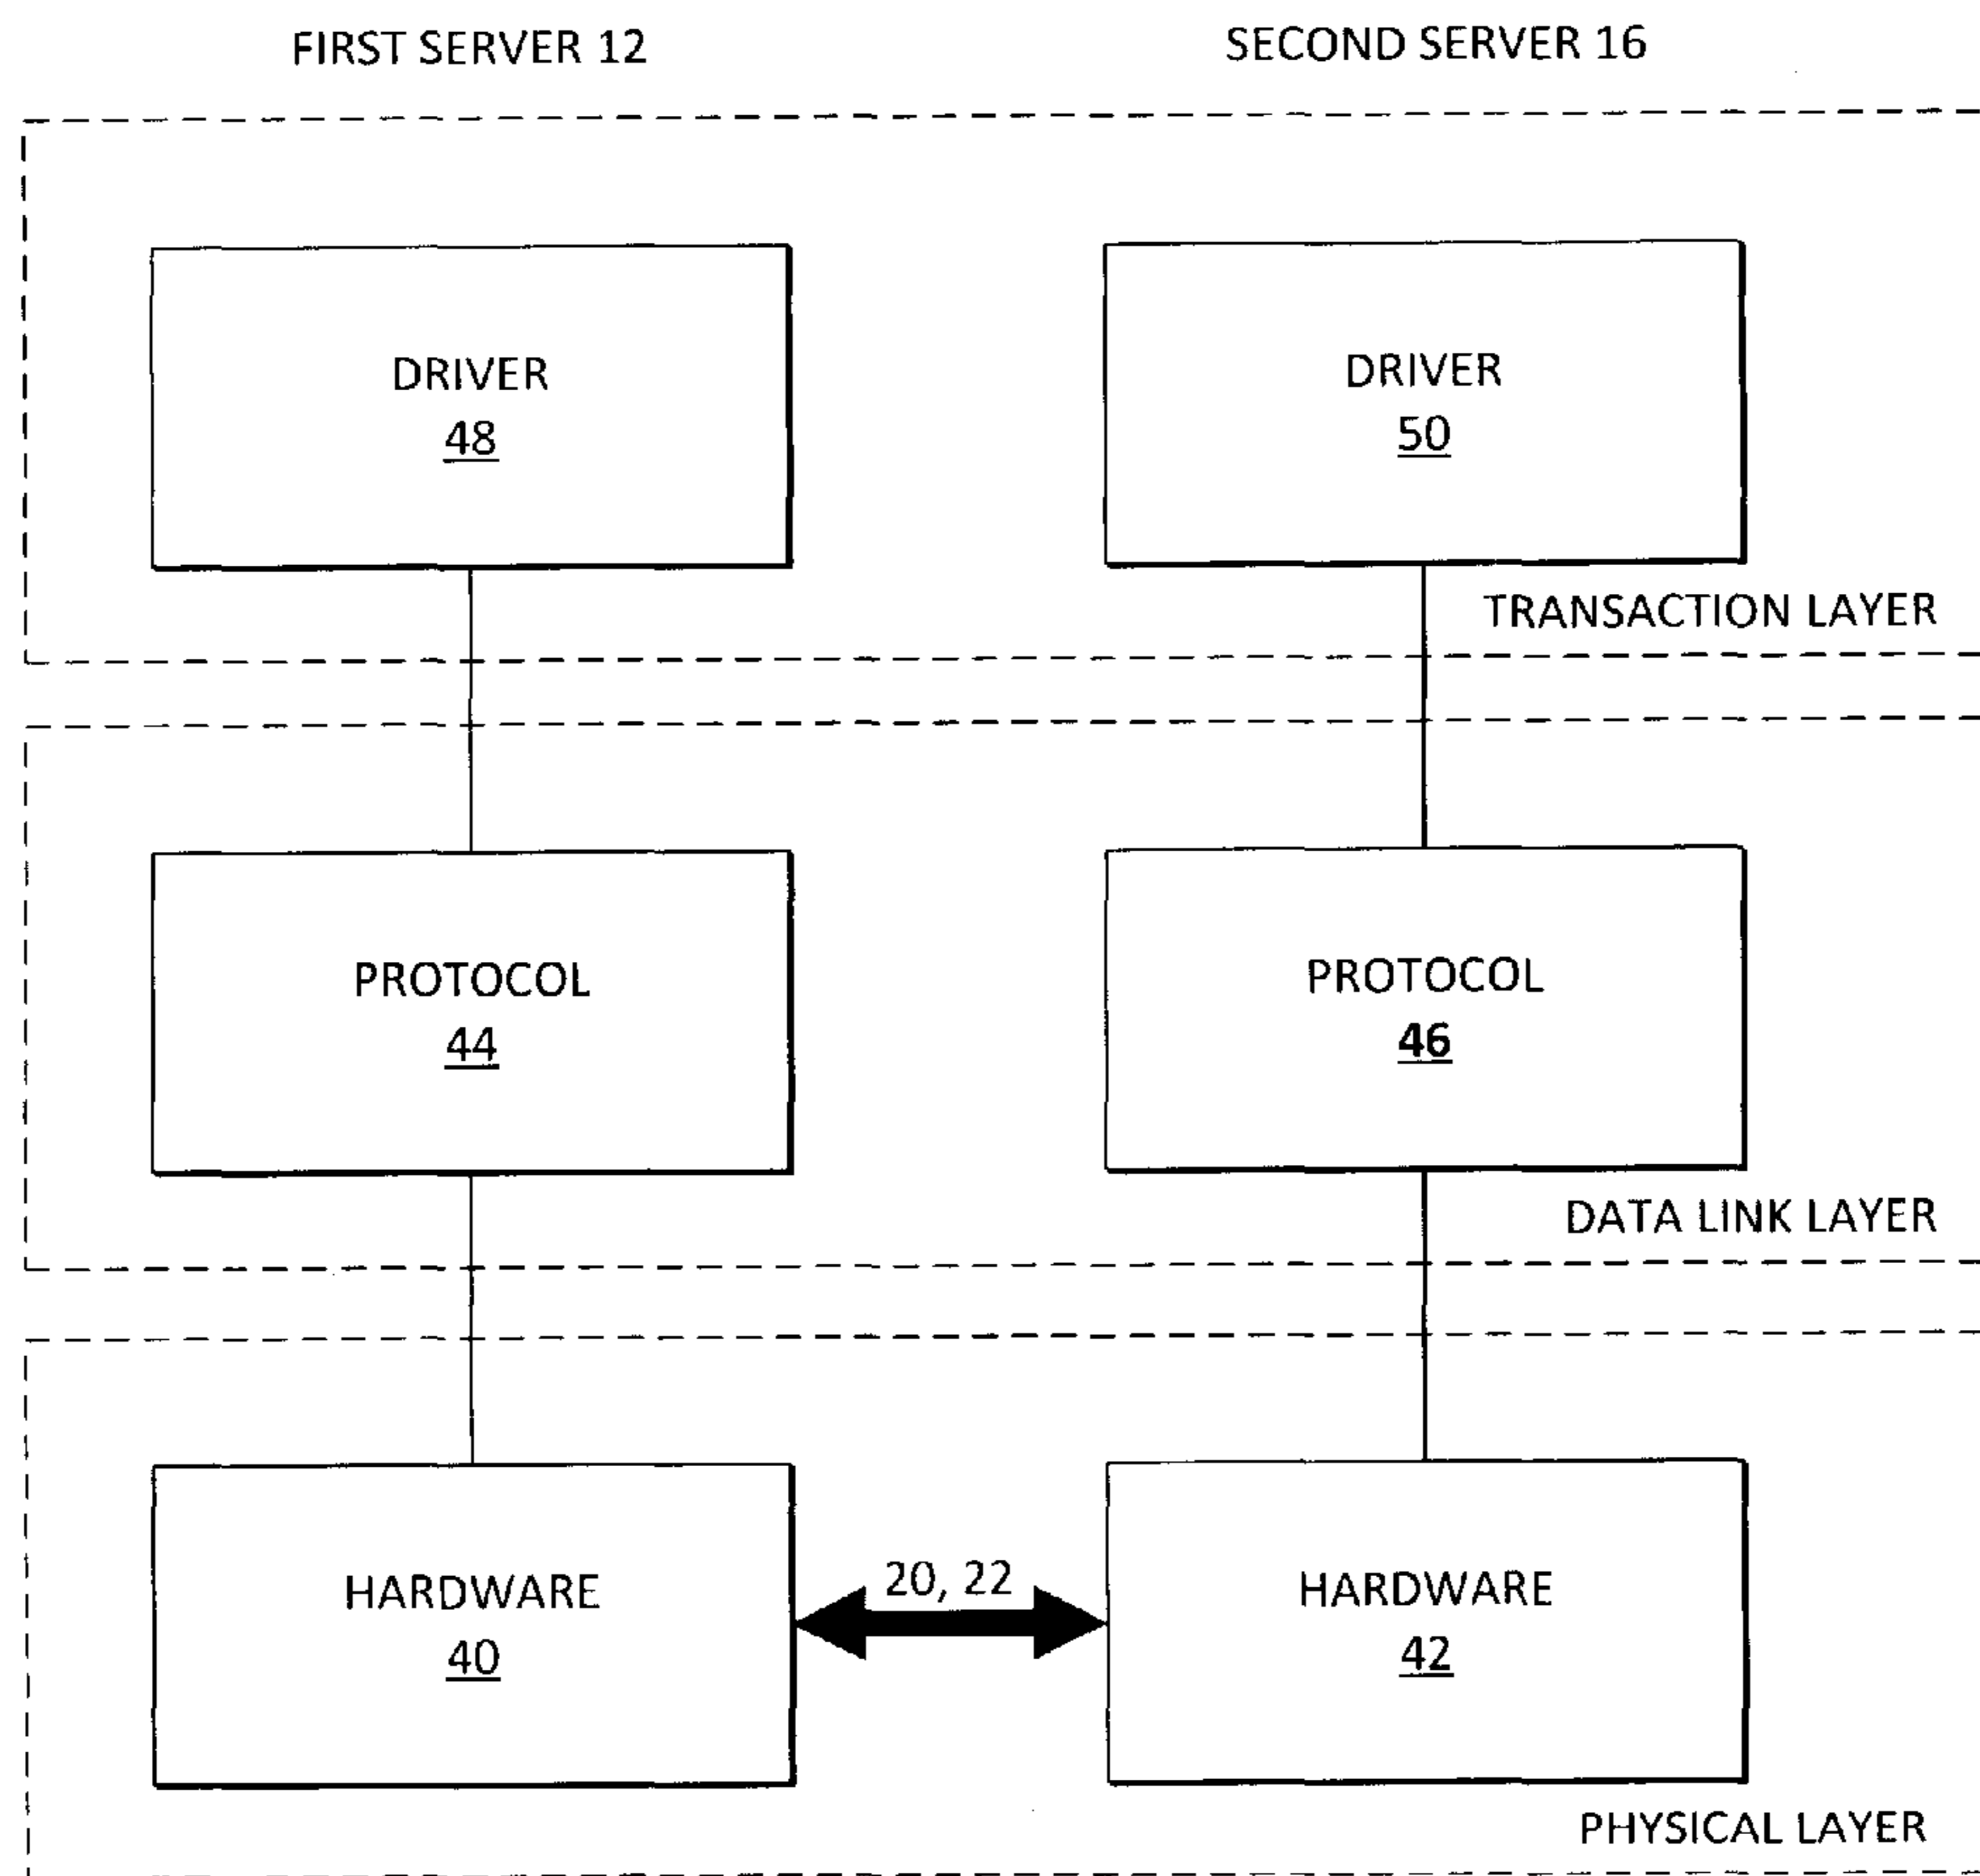 FIRST SERVER 12
SECOND SERVER 16
DRIVER
48
DRIVER
50
TRANSACTION LAYER
PROTOCOL
44
PROTOCOL
46
DATA LINK LAYER
HARDWARE
40
20, 22
HARDWARE
42
PHYSICAL LAYER